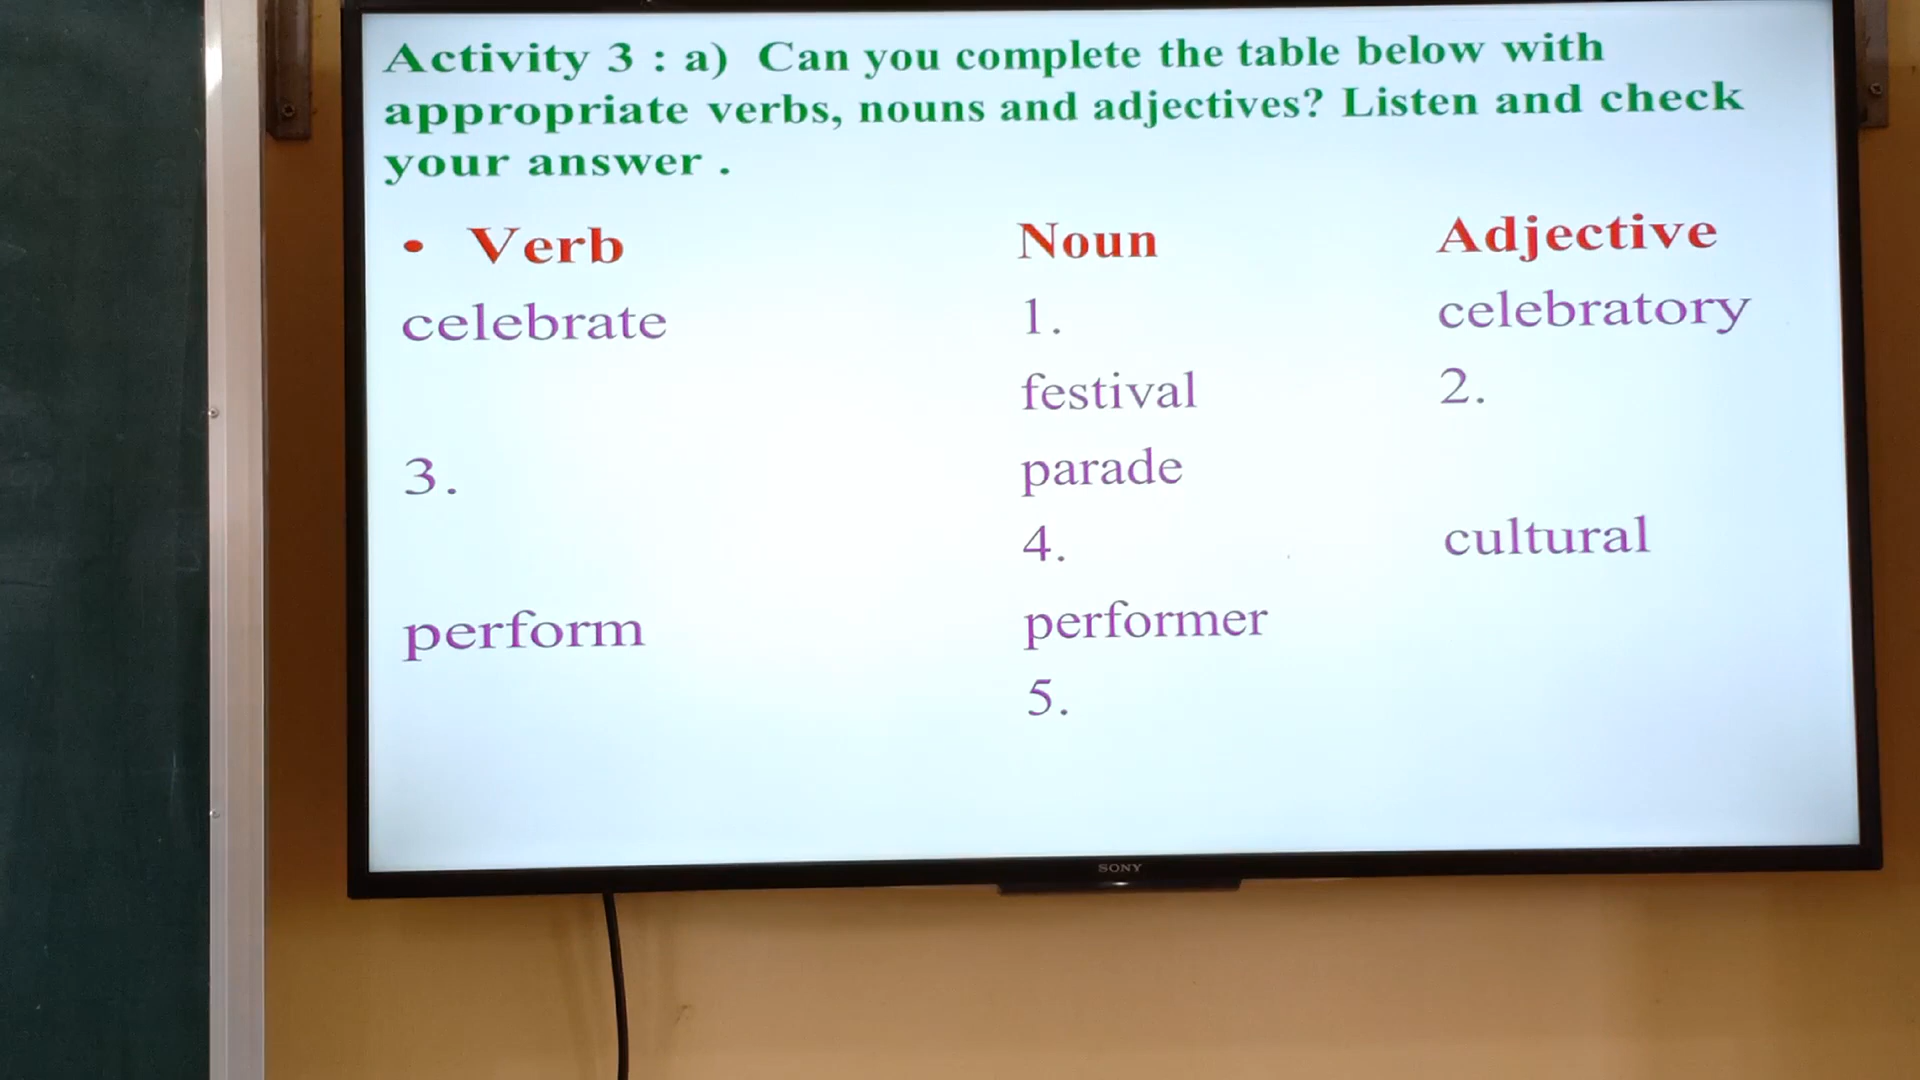 Activity 3 : a) Can you complete the table below with
appropriate verbs, nouns and adjectives? Listen and check
your answer .
• Verb Noun Adjective
celebrate 1. celebratory
festival 2.
3. parade
4. cultural
perform performer
5.
SONY